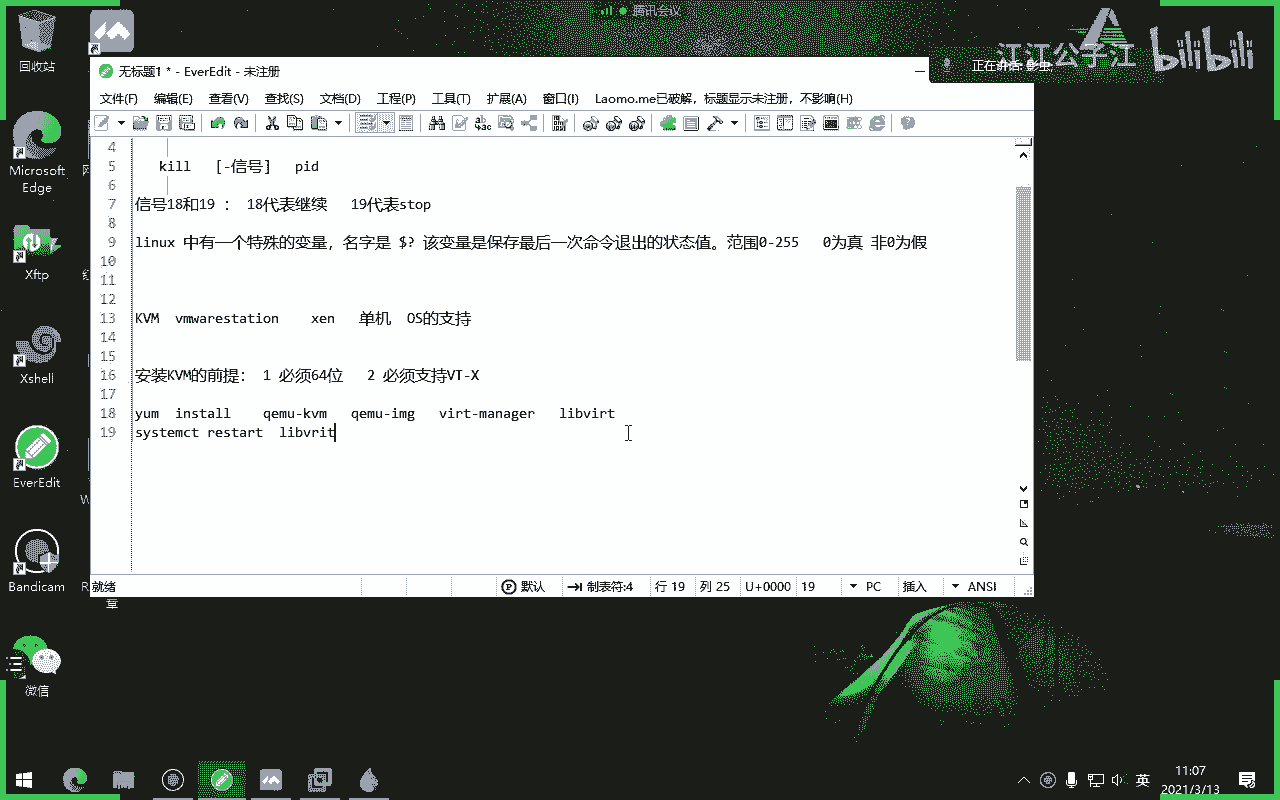 腾讯会议
江江公子江
bilibili
正在讲话:
回收站
Microsoft Edge
Xftp
Xshell
EverEdit
Bandicam
微信
章
无标题1 * - EverEdit - 未注册
文件(F) 编辑(E) 查看(V) 查找(S) 文档(D) 工程(P) 工具(T) 扩展(A) 窗口(I) Laomo.me已破解，标题显示未注册，不影响(H)
4
5 kill [-信号] pid
6
7 信号18和19 : 18代表继续 19代表stop
8
9 linux 中有一个特殊的变量，名字是 $? 该变量是保存最后一次命令退出的状态值。范围0-255 0为真 非0为假
10
11
12
13 KVM vmwarestation xen 单机 OS的支持
14
15
16 安装KVM的前提： 1 必须64位 2 必须支持VT-X
17
18 yum install qemu-kvm qemu-img virt-manager libvirt
19 systemct restart libvrit
就绪 默认 制表符:4 行 19 列 25 U+0000 19 PC 插入 ANSI
英
11:07
2021/3/13